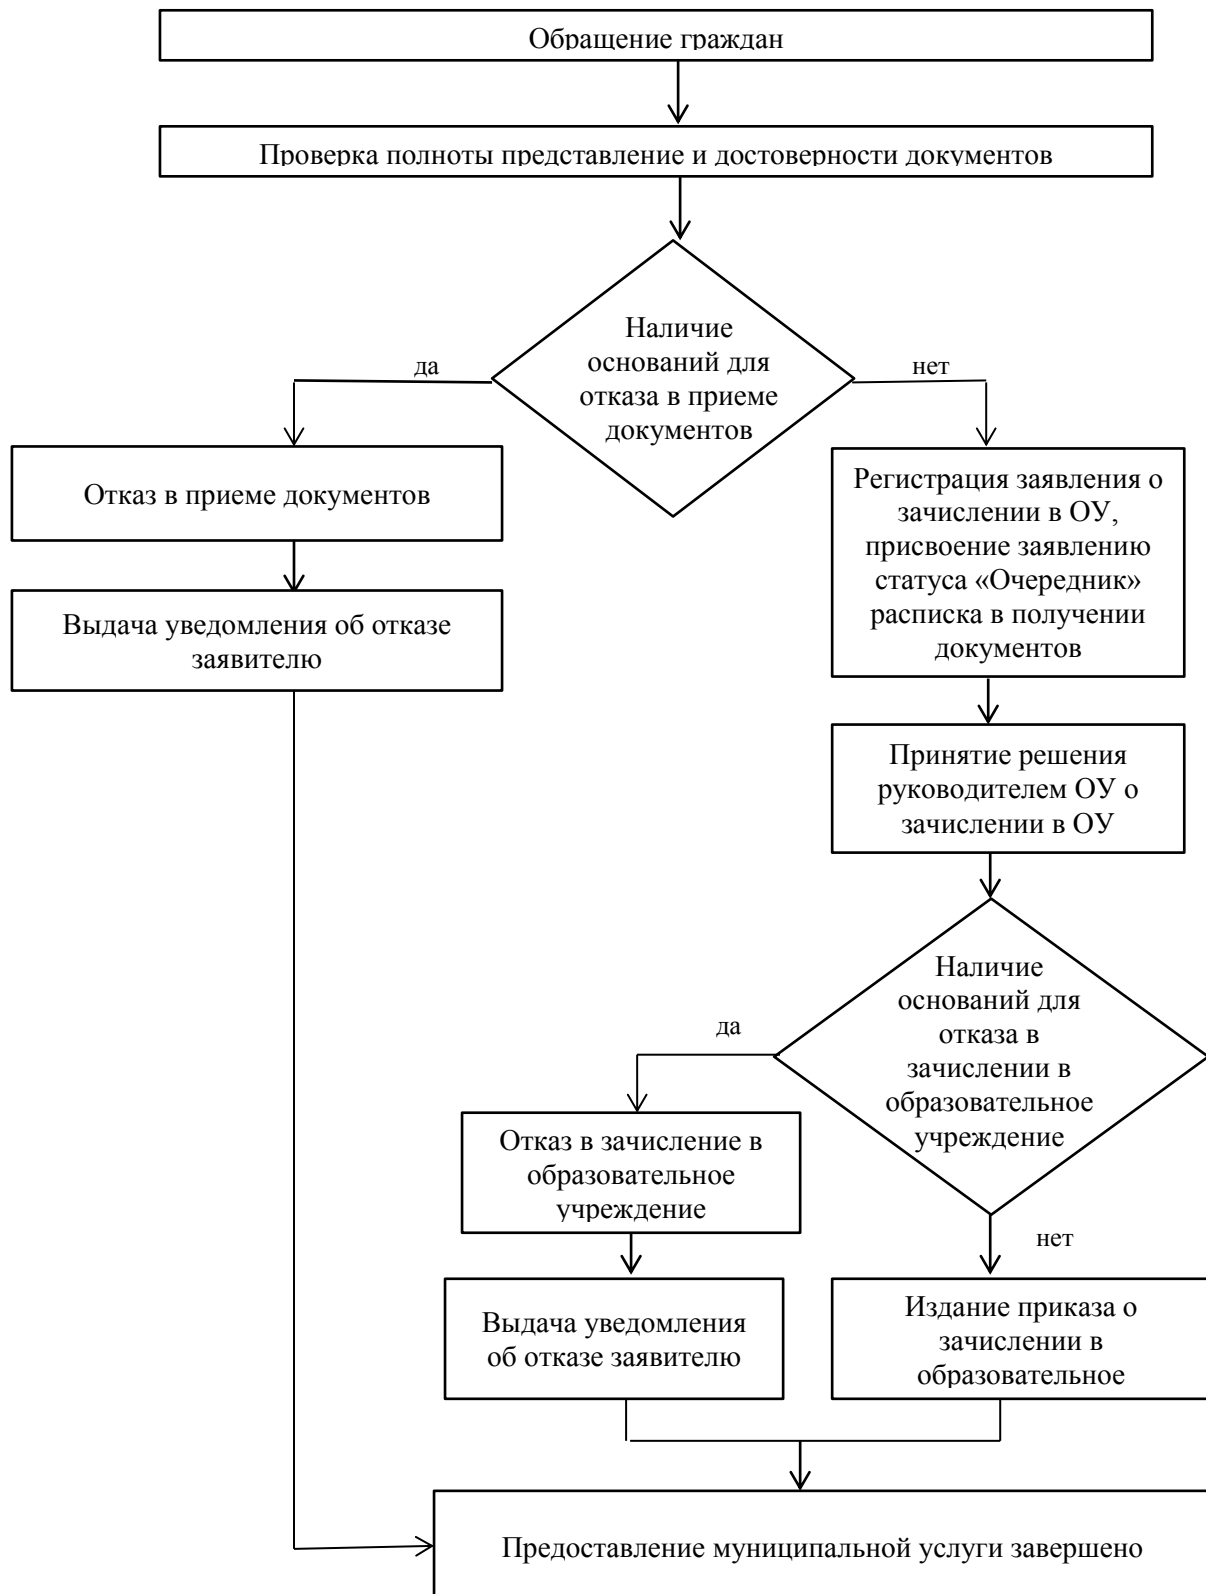 Обращение граждан
Проверка полноты представление и достоверности документов
Наличие
оснований для
отказа в приеме
документов
да
нет
Отказ в приеме документов
Выдача уведомления об отказе
заявителю
Регистрация заявления о
зачислении в ОУ,
присвоение заявлению
статуса «Очередник»
расписка в получении
документов
Принятие решения
руководителем ОУ о
зачислении в ОУ
Наличие
оснований для
отказа в
зачислении в
образовательное
учреждение
да
нет
Отказ в зачисление в
образовательное
учреждение
Выдача уведомления
об отказе заявителю
Издание приказа о
зачислении в
образовательное
Предоставление муниципальной услуги завершено